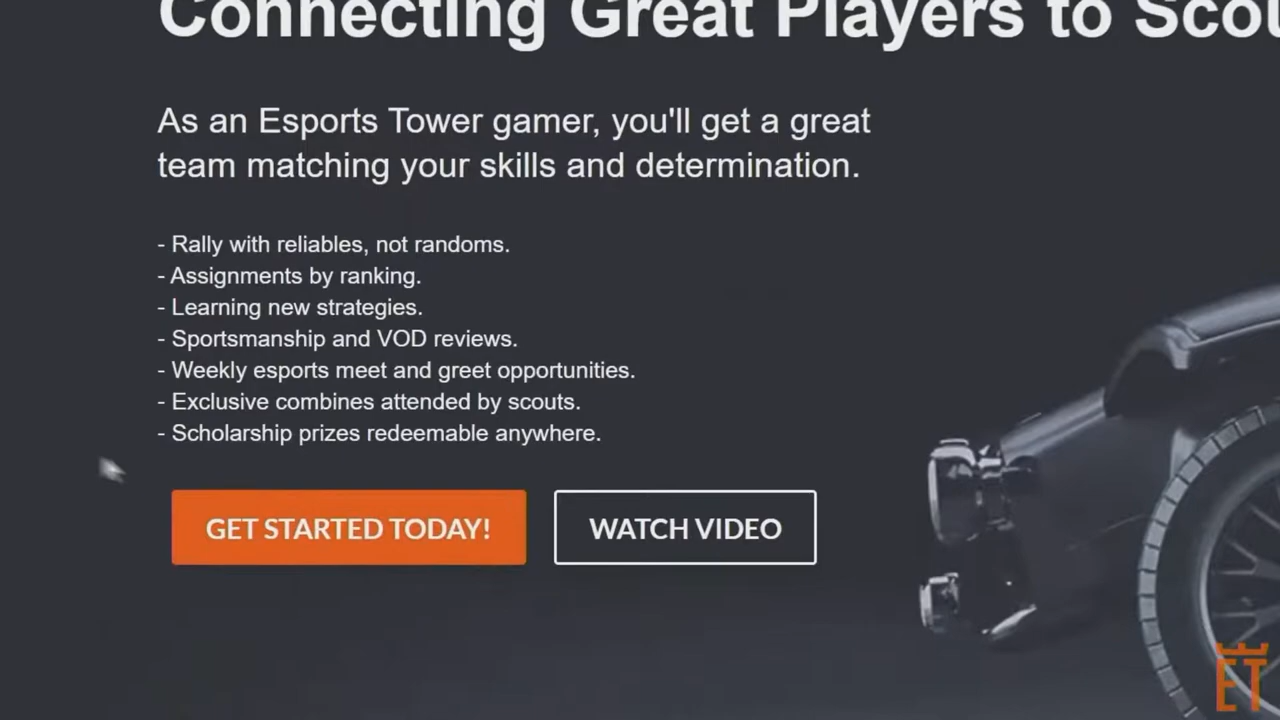 Connecting Great Players to
As an Esports Tower gamer, you'll get a great
team matching your skills and determination.
- Rally with reliables, not randoms.
- Assignments by ranking.
- Learning new strategies.
- Sportsmanship and VOD reviews.
- Weekly esports meet and greet opportunities.
- Exclusive combines attended by scouts.
- Scholarship prizes redeemable anywhere.
GET STARTED TODAY! WATCH VIDEO
ET